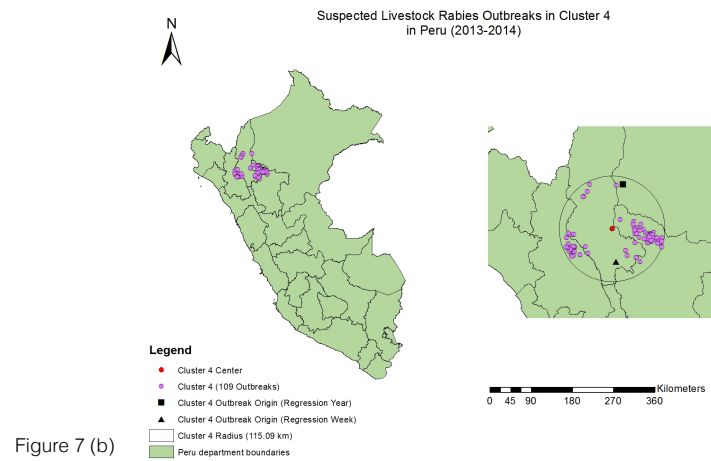 Suspected Livestock Rabies Outbreaks in Cluster 4
in Peru (2013-2014)
N
Legend
Cluster 4 Center
Cluster 4 (109 Outbreaks)
Cluster 4 Outbreak Origin (Regression Year)
Cluster 4 Outbreak Origin (Regression Week)
Cluster 4 Radius (115.09 km)
Peru department boundaries
Kilometers
0 45 90 180 270 360
Figure 7 (b)